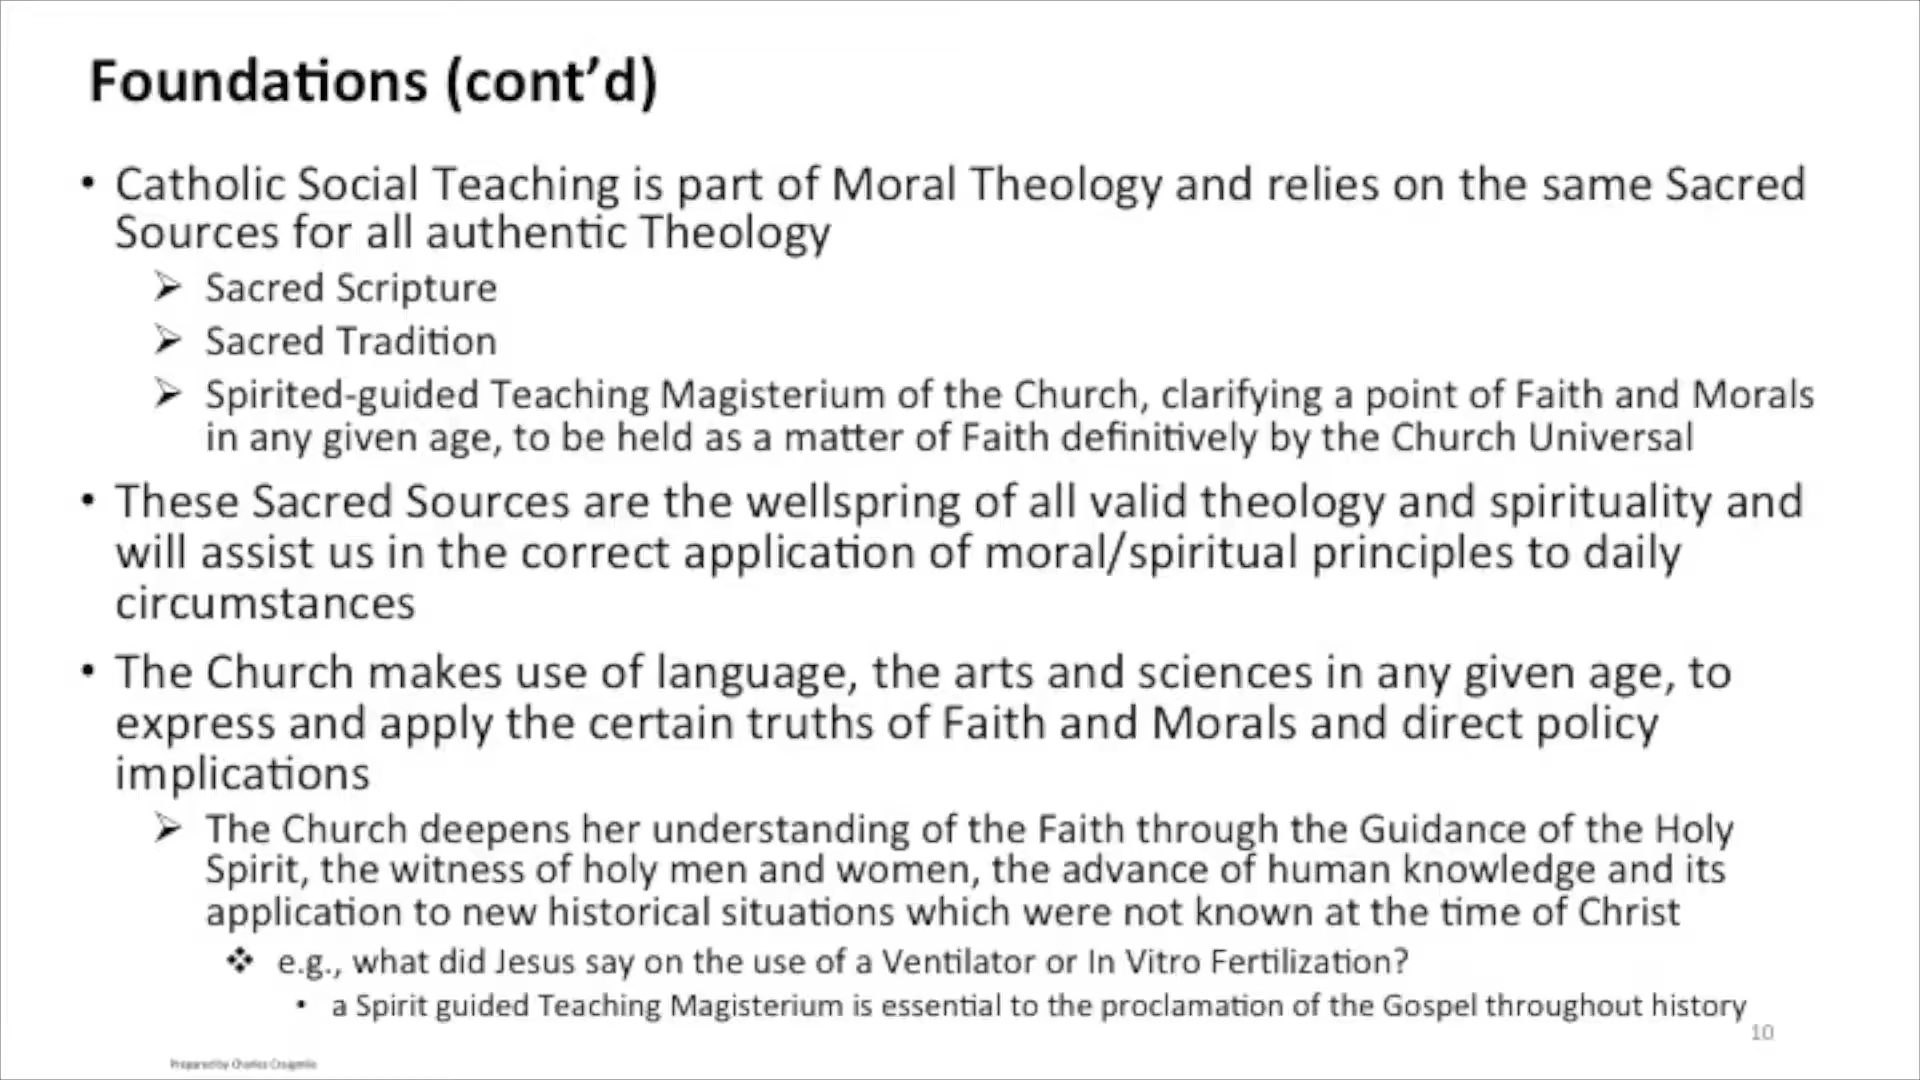 Foundations (cont’d)
• Catholic Social Teaching is part of Moral Theology and relies on the same Sacred
Sources for all authentic Theology
➢ Sacred Scripture
➢ Sacred Tradition
➢ Spirited-guided Teaching Magisterium of the Church, clarifying a point of Faith and Morals
in any given age, to be held as a matter of Faith definitively by the Church Universal
• These Sacred Sources are the wellspring of all valid theology and spirituality and
will assist us in the correct application of moral/spiritual principles to daily
circumstances
• The Church makes use of language, the arts and sciences in any given age, to
express and apply the certain truths of Faith and Morals and direct policy
implications
➢ The Church deepens her understanding of the Faith through the Guidance of the Holy
Spirit, the witness of holy men and women, the advance of human knowledge and its
application to new historical situations which were not known at the time of Christ
❖ e.g., what did Jesus say on the use of a Ventilator or In Vitro Fertilization?
• a Spirit guided Teaching Magisterium is essential to the proclamation of the Gospel throughout history
10
Prepared by Charles